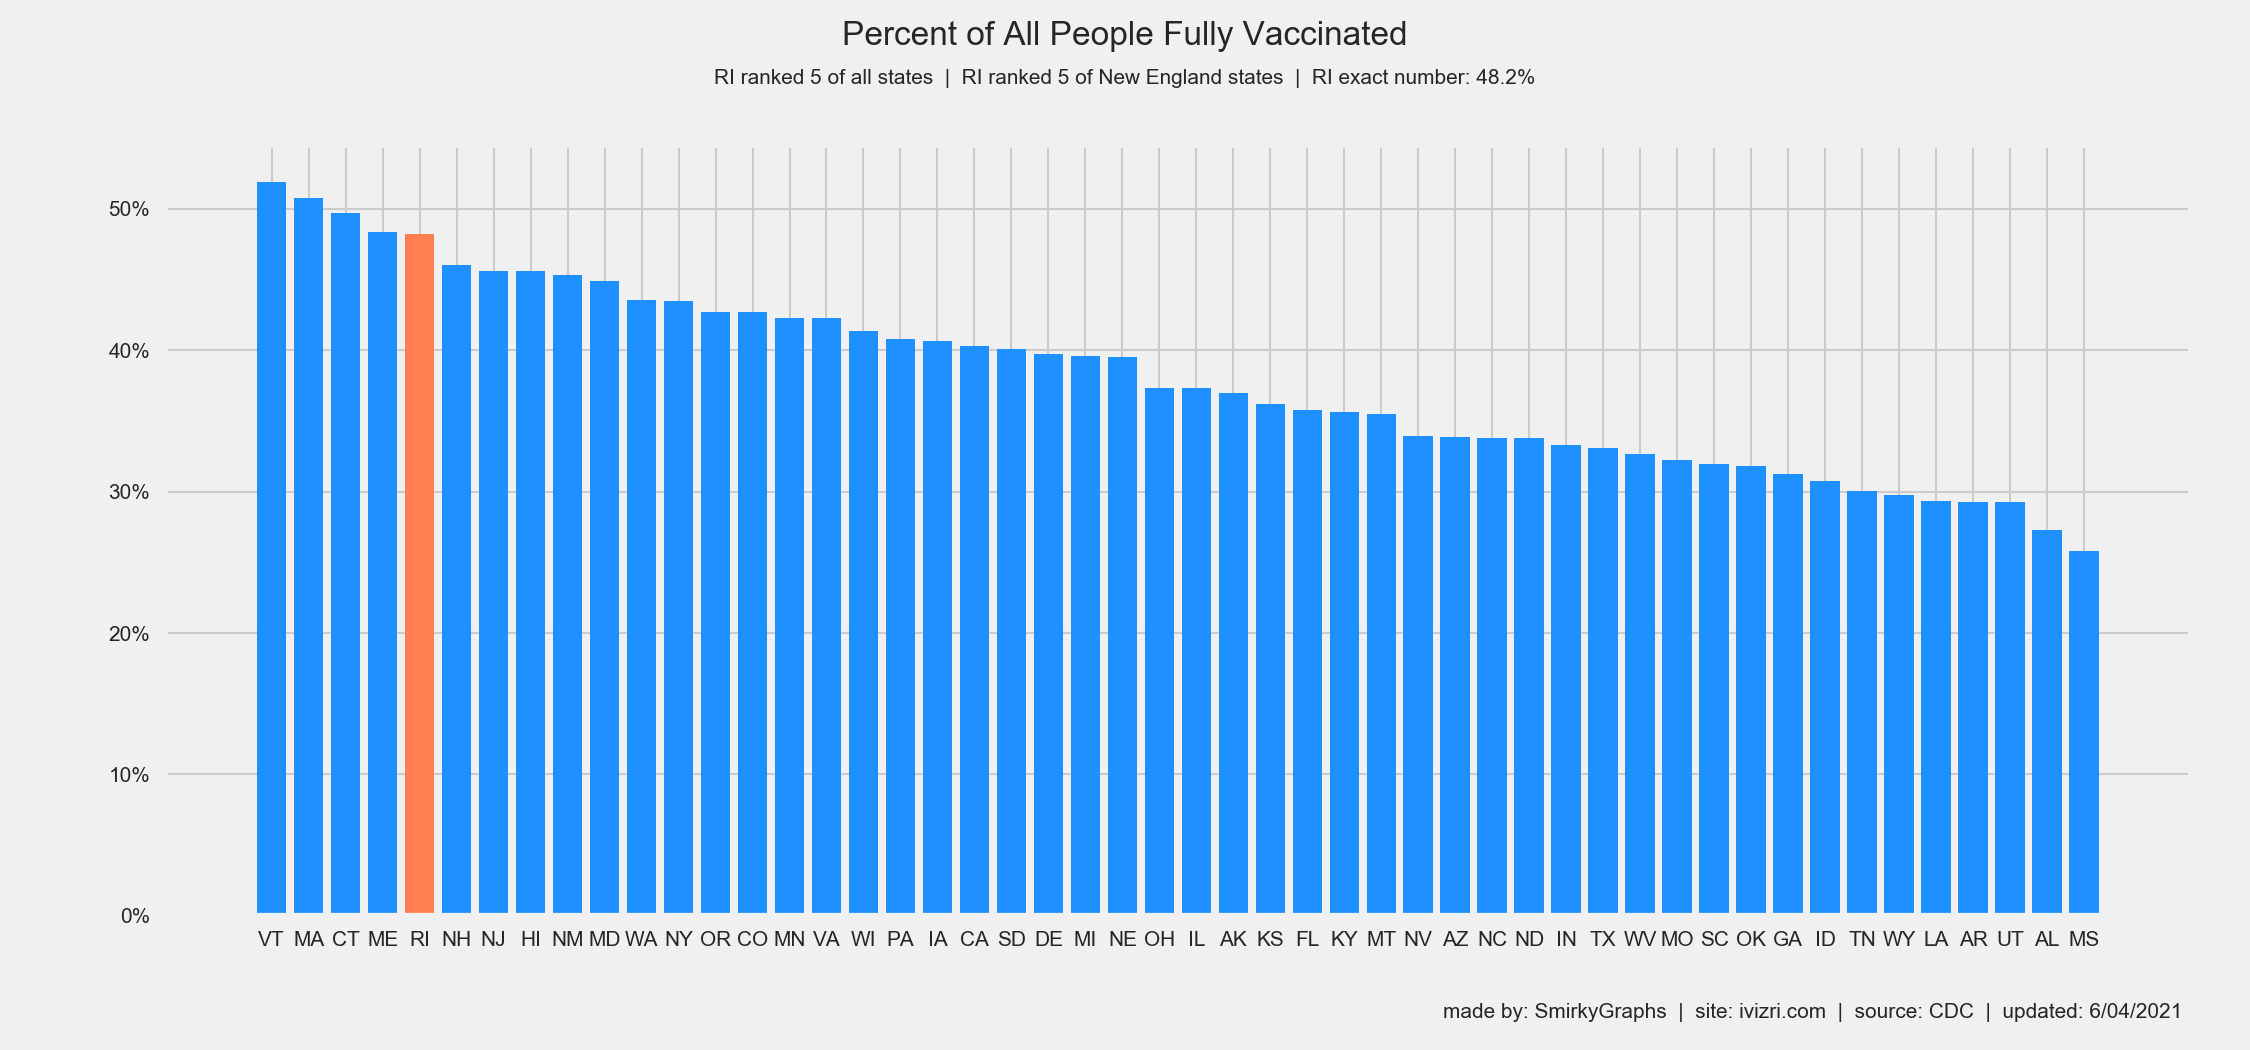 Percent of All People Fully Vaccinated
RI ranked 5 of all states | RI ranked 5 of New England states | RI exact number: 48.2%
50%
40%
30%
20%
10%
0%
VT MA CT ME RI NH NJ HI NM MD WA NY OR CO MN VA WI PA IA CA SD DE MI NE OH IL AK KS FL KY MT NV AZ NC ND IN TX WV MO SC OK GA ID TN WY LA AR UT AL MS
made by: SmirkyGraphs | site: ivizri.com | source: CDC | updated: 6/04/2021